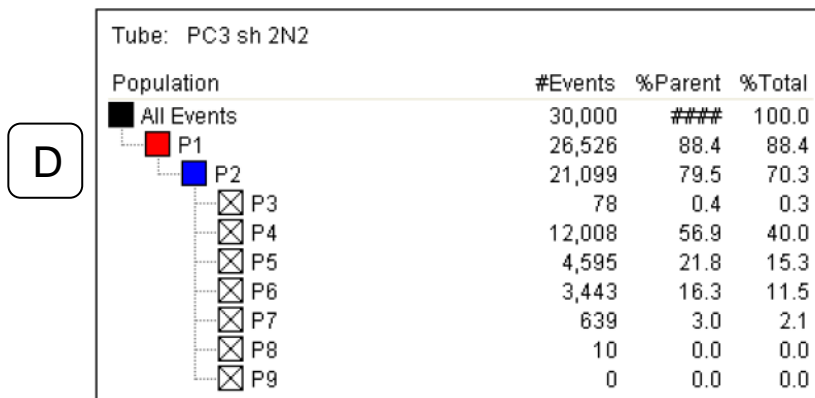 Tube: PC3 sh 2N2
Population #Events %Parent %Total
All Events 30,000 #### 100.0
D
P1 26,526 88.4 88.4
P2 21,099 79.5 70.3
P3 78 0.4 0.3
P4 12,008 56.9 40.0
P5 4,595 21.8 15.3
P6 3,443 16.3 11.5
P7 639 3.0 2.1
P8 10 0.0 0.0
P9 0 0.0 0.0